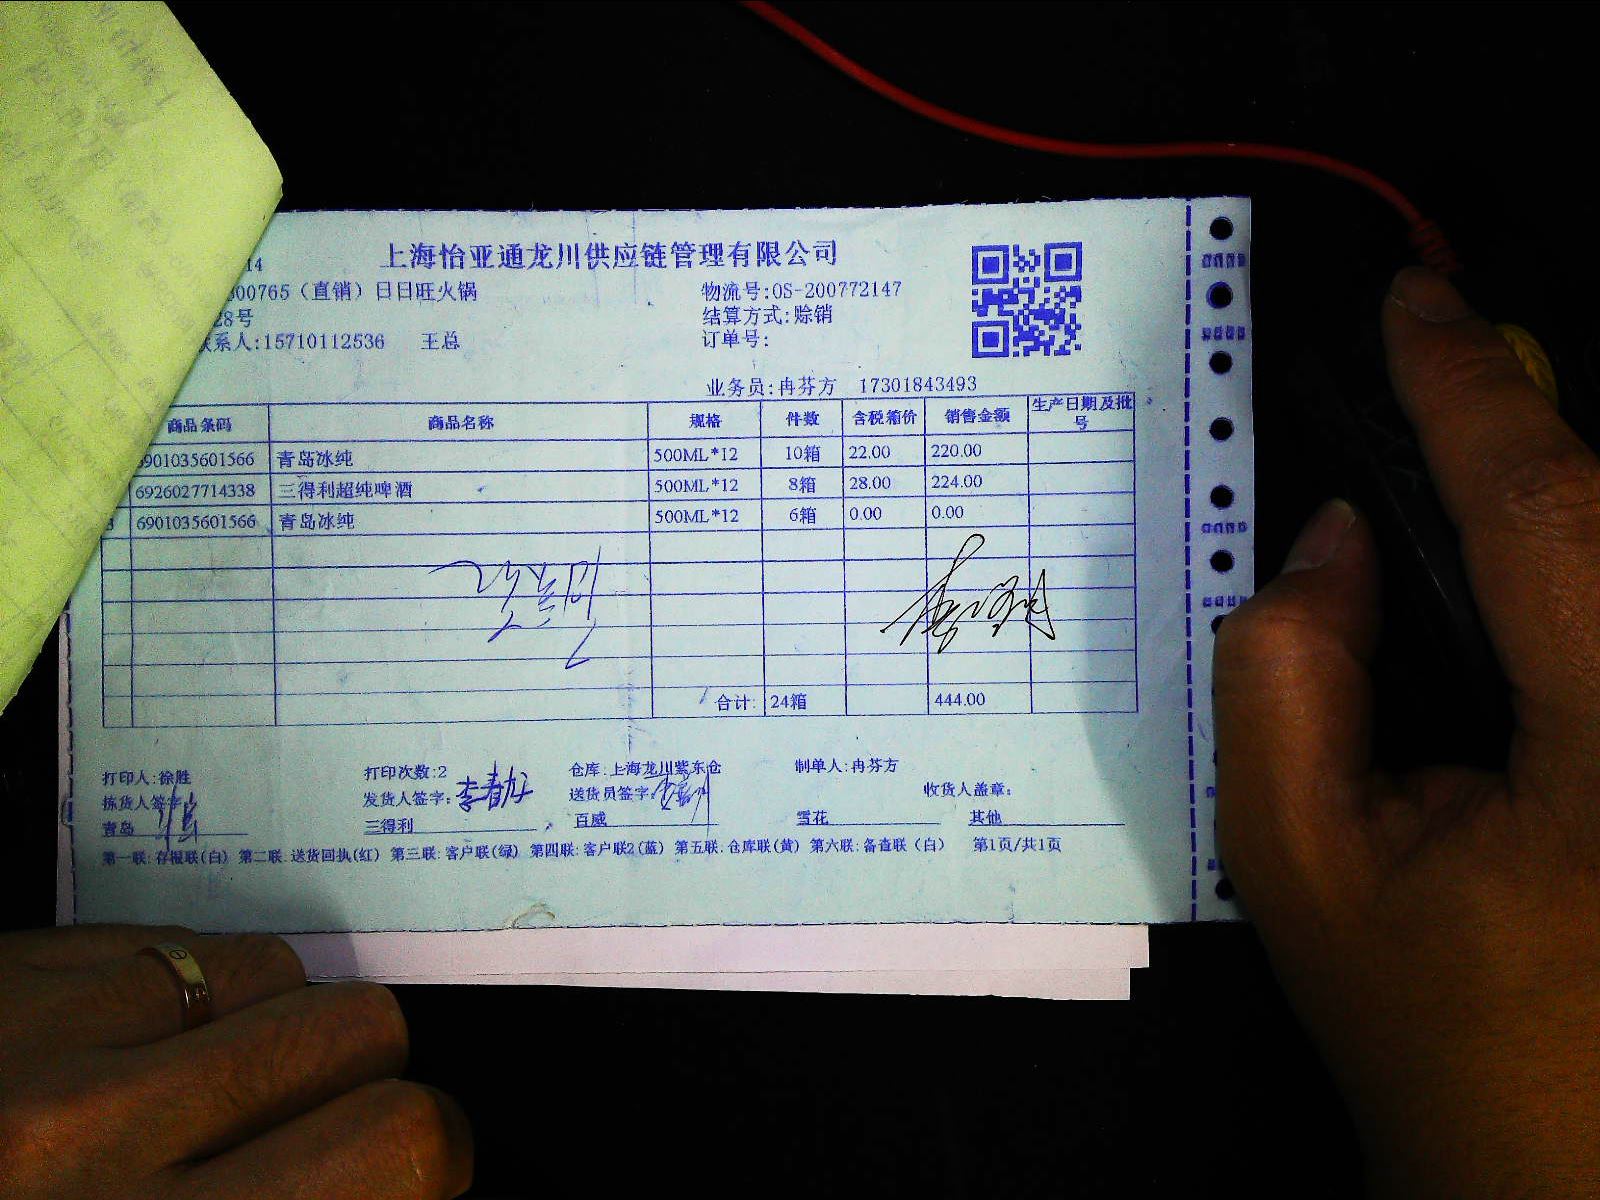 上海怡亚通龙川供应链管理有限公司
14
300765（直销）日日旺火锅 物流号:OS-200772147
28号 结算方式:赊销
联系人:15710112536 王总 订单号:
业务员:冉芬方 17301843493
商品条码 商品名称 规格 件数 含税箱价 销售金额 生产日期及批号
6901035601566 青岛冰纯 500ML*12 10箱 22.00 220.00
6926027714338 三得利超纯啤酒 500ML*12 8箱 28.00 224.00
3 6901035601566 青岛冰纯 500ML*12 6箱 0.00 0.00
合计: 24箱 444.00
打印人:徐胜 打印次数:2 仓库:上海龙川紫东仓 制单人:冉芬方
拣货人签字: 发货人签字: 李春 送货员签字: 收货人盖章:
青岛 三得利 百威 雪花 其他
第一联:存根联(白) 第二联:送货回执(红) 第三联:客户联(绿) 第四联:客户联2(蓝) 第五联:仓库联(黄) 第六联:备查联（白） 第1页/共1页